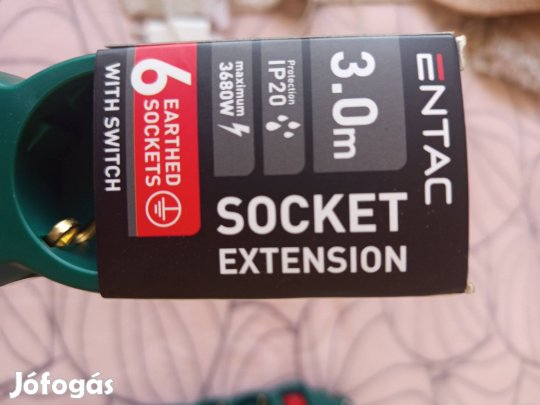 ENTAC
3.0m
Protection
IP20
maximum
3680W
6
EARTHED
SOCKETS
WITH SWITCH
SOCKET
EXTENSION
Jófogás